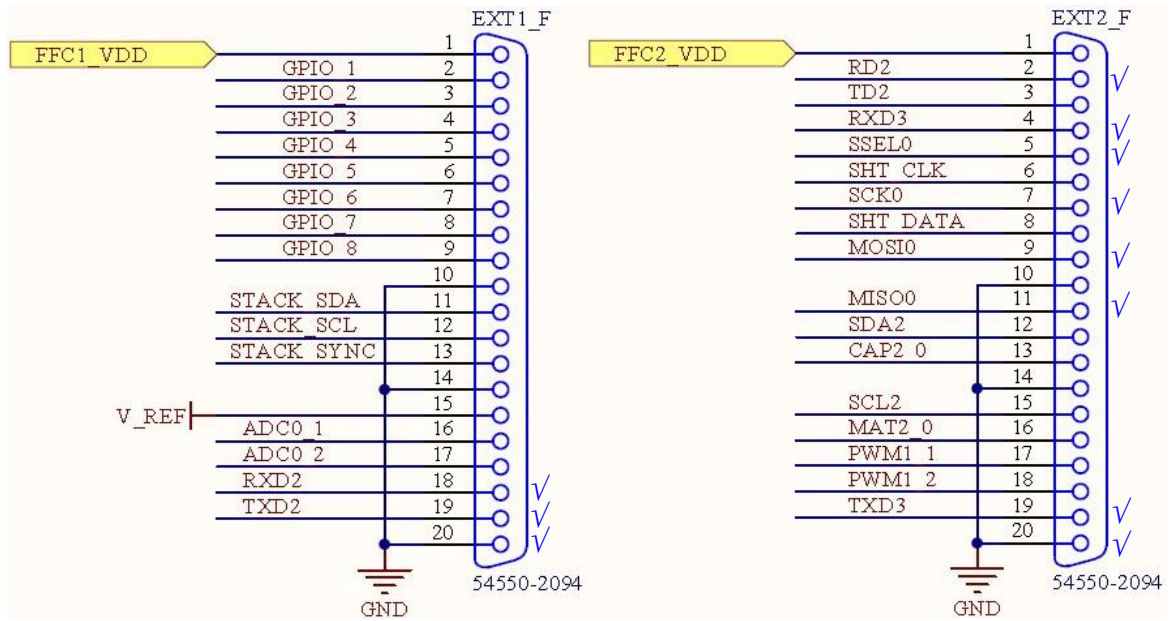 EXT1_F
FFC1_VDD 1
GPIO_1 2
GPIO_2 3
GPIO_3 4
GPIO_4 5
GPIO_5 6
GPIO_6 7
GPIO_7 8
GPIO_8 9
10
STACK_SDA 11
STACK_SCL 12
STACK_SYNC 13
14
V_REF 15
ADC0_1 16
ADC0_2 17
RXD2 18 √
TXD2 19 √
20 √
54550-2094
GND
EXT2_F
FFC2_VDD 1
RD2 2 √
TD2 3
RXD3 4 √
SSEL0 5 √
SHT_CLK 6
SCK0 7 √
SHT_DATA 8
MOSI0 9 √
10
MISO0 11 √
SDA2 12
CAP2_0 13
14
SCL2 15
MAT2_0 16
PWM1_1 17
PWM1_2 18
TXD3 19 √
20 √
54550-2094
GND